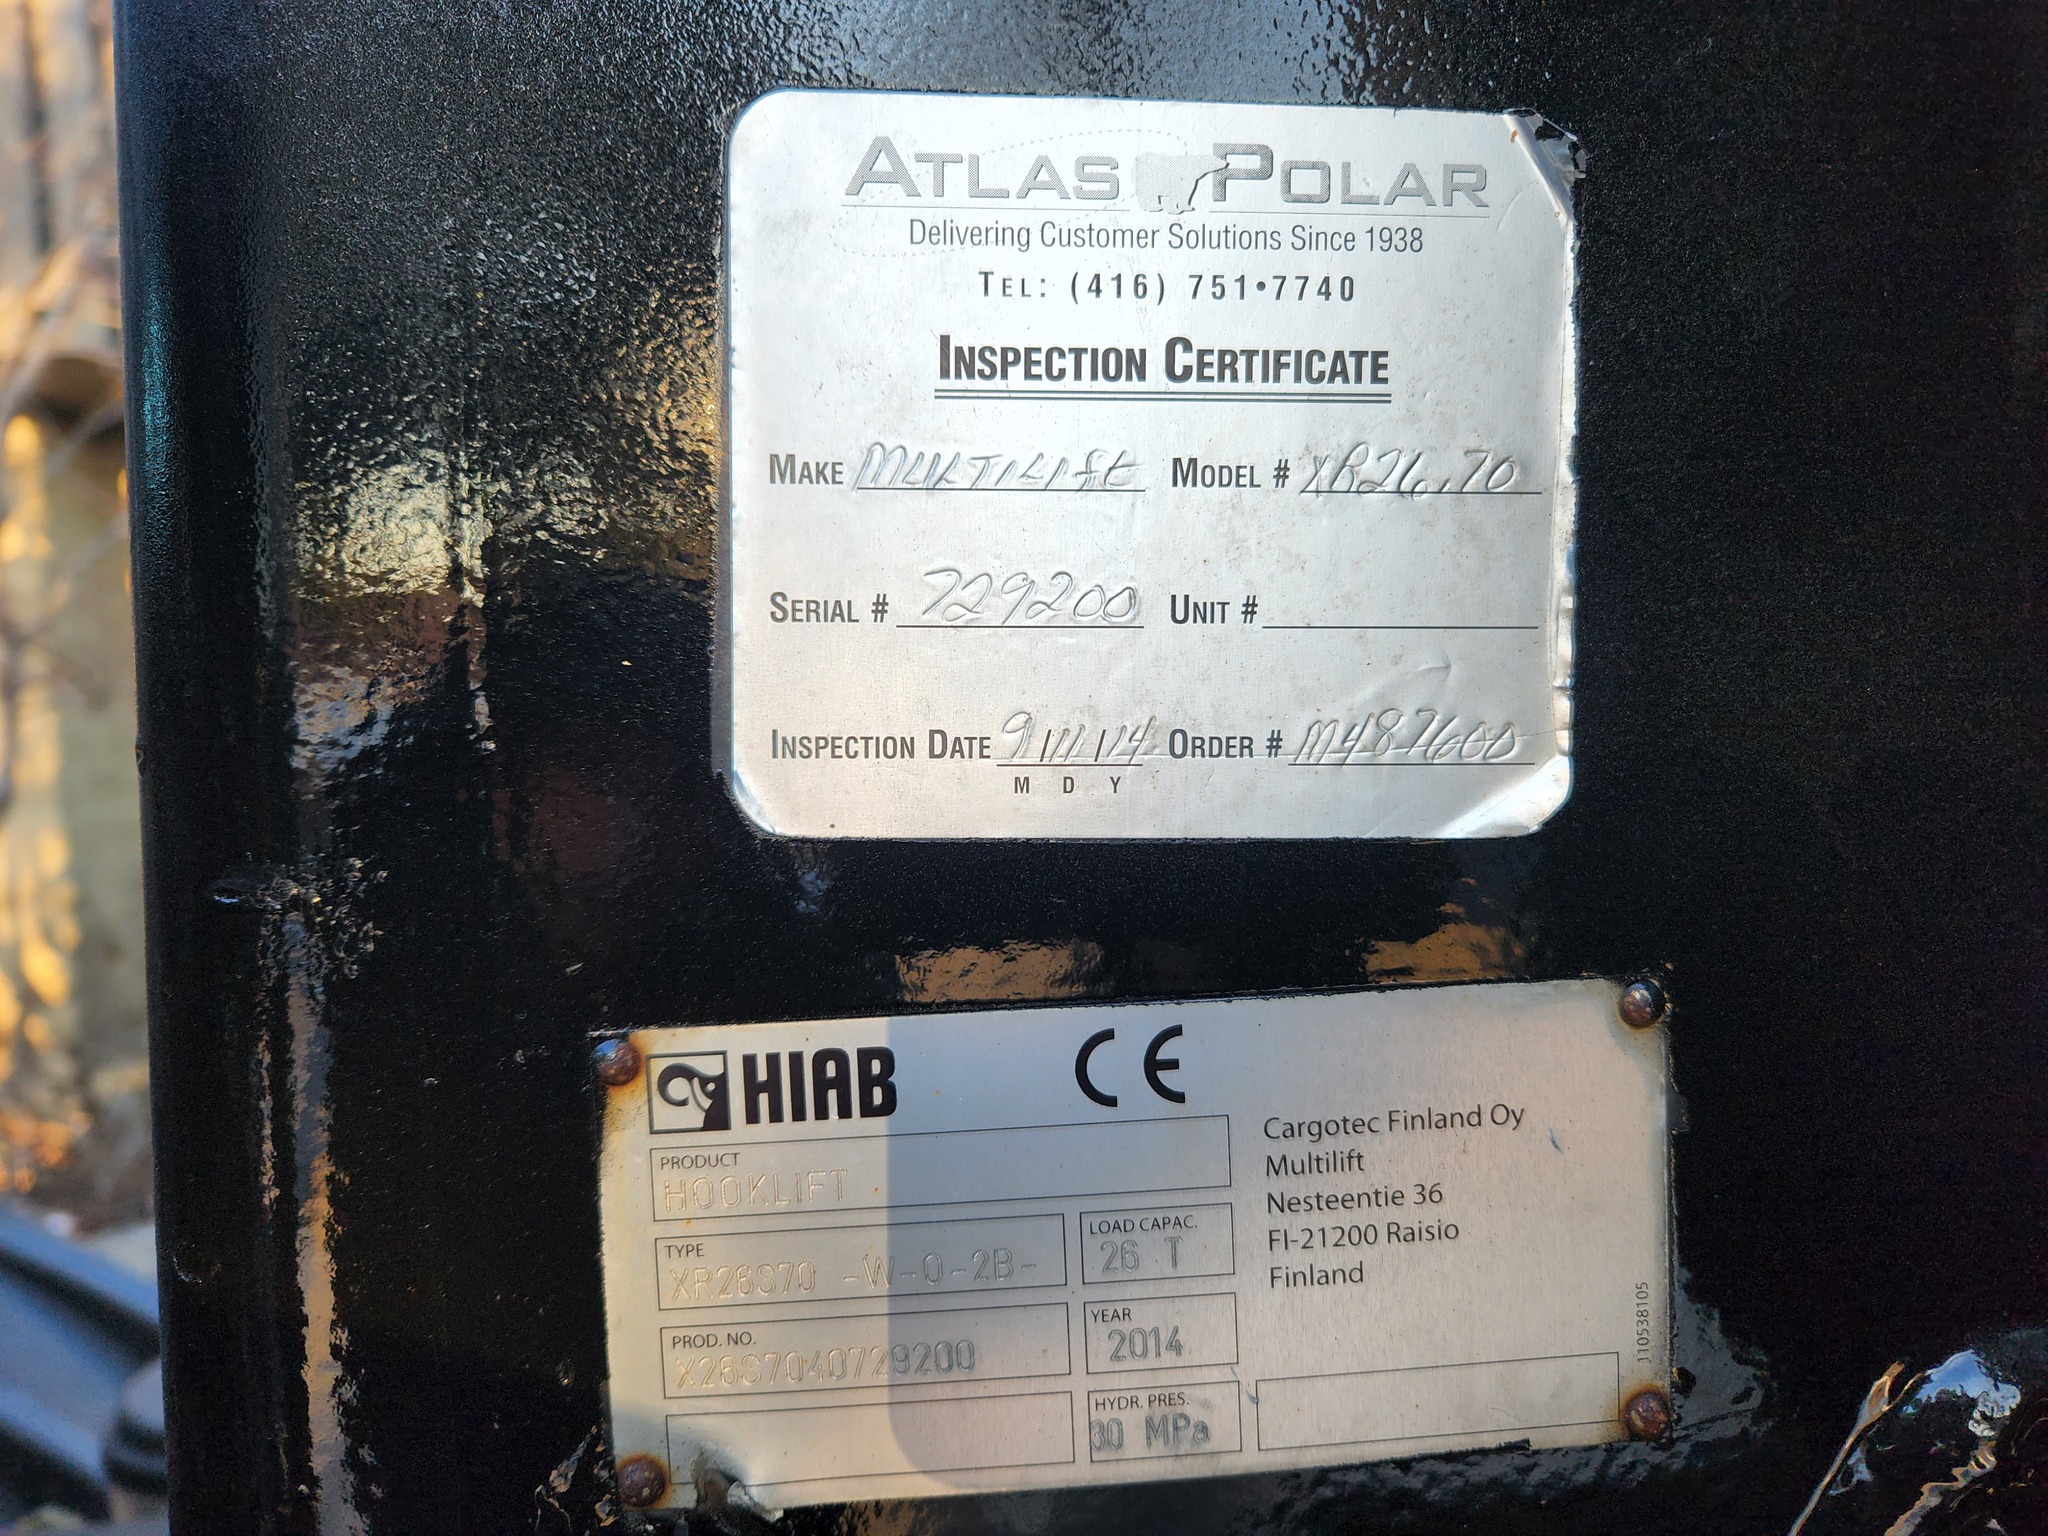 ATLAS POLAR
Delivering Customer Solutions Since 1938
TEL: (416) 751•7740
INSPECTION CERTIFICATE
MAKE MULTILIft MODEL # XR26.70
SERIAL # 729200 UNIT #
INSPECTION DATE 9/11/14 ORDER # M487600
M D Y
HIAB CE
PRODUCT
HOOKLIFT
TYPE
XR26S70 -W-0-2B-
LOAD CAPAC.
26 T
PROD. NO.
X26S7040729200
YEAR
2014
HYDR. PRES.
30 MPa
Cargotec Finland Oy
Multilift
Nesteentie 36
FI-21200 Raisio
Finland
110538105